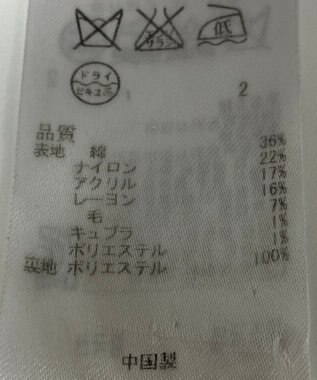 エンソサラシ
低
ドライ
セキユ系
2
品質
表地 綿 36%
ナイロン 22%
アクリル 17%
レーヨン 16%
毛 7%
キュプラ 1%
ポリエステル 1%
裏地 ポリエステル 100%
中国製